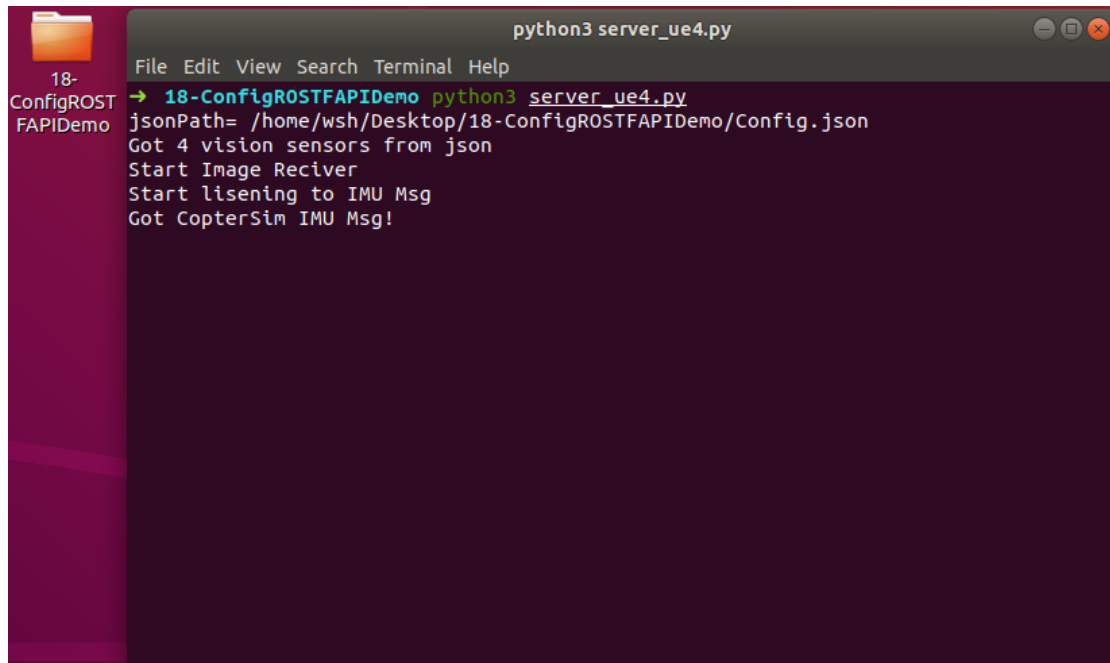 18-
ConfigROST
FAPIDemo
python3 server_ue4.py
File Edit View Search Terminal Help
➜ 18-ConfigROSTFAPIDemo python3 server_ue4.py
jsonPath= /home/wsh/Desktop/18-ConfigROSTFAPIDemo/Config.json
Got 4 vision sensors from json
Start Image Reciver
Start lisening to IMU Msg
Got CopterSim IMU Msg!